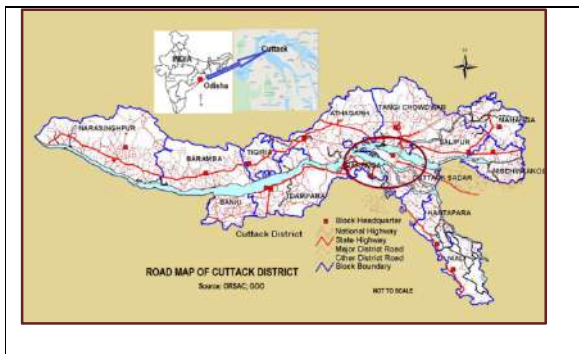 INDIA
Odisha
Cuttack
NARASINGHPUR
BARAMBA
TIGIRIA
ATHAGARH
TANGI CHOWDWAR
SALIPUR
MAHANGA
NISCHINTAKOILI
CUTTACK SADAR
KANTAPARA
NIALI
BANKI
DAMPARA
Cuttack District
ROAD MAP OF CUTTACK DISTRICT
Source: ORSAC; GOO
Block Headquarter
National Highway
State Highway
Major District Road
Other District Road
Block Boundary
NOT TO SCALE